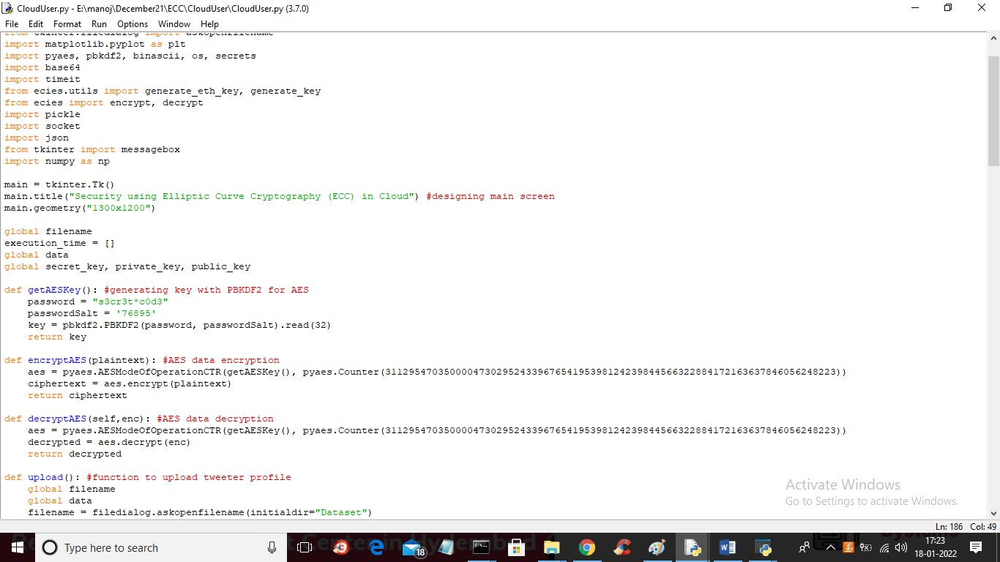 CloudUser.py - E:\manoj\December21\ECC\CloudUser\CloudUser.py (3.7.0)
File Edit Format Run Options Window Help
from tkinter.filedialog import askopenfilename
import matplotlib.pyplot as plt
import pyaes, pbkdf2, binascii, os, secrets
import base64
import timeit
from ecies.utils import generate_eth_key, generate_key
from ecies import encrypt, decrypt
import pickle
import socket
import json
from tkinter import messagebox
import numpy as np
main = tkinter.Tk()
main.title("Security using Elliptic Curve Cryptography (ECC) in Cloud") #designing main screen
main.geometry("1300x1200")
global filename
execution_time = []
global data
global secret_key, private_key, public_key
def getAESKey(): #generating key with PBKDF2 for AES
password = "s3cr3t*c0d3"
passwordSalt = '76895'
key = pbkdf2.PBKDF2(password, passwordSalt).read(32)
return key
def encryptAES(plaintext): #AES data encryption
aes = pyaes.AESModeOfOperationCTR(getAESKey(), pyaes.Counter(31129547035000047302952433967654195398124239844566322884172163637846056248223))
ciphertext = aes.encrypt(plaintext)
return ciphertext
def decryptAES(self,enc): #AES data decryption
aes = pyaes.AESModeOfOperationCTR(getAESKey(), pyaes.Counter(31129547035000047302952433967654195398124239844566322884172163637846056248223))
decrypted = aes.decrypt(enc)
return decrypted
def upload(): #function to upload tweeter profile
global filename
global data
filename = filedialog.askopenfilename(initialdir="Dataset")
Activate Windows
Go to Settings to activate Windows.
Ln: 186 Col: 49
Type here to search
18
17:23
18-01-2022